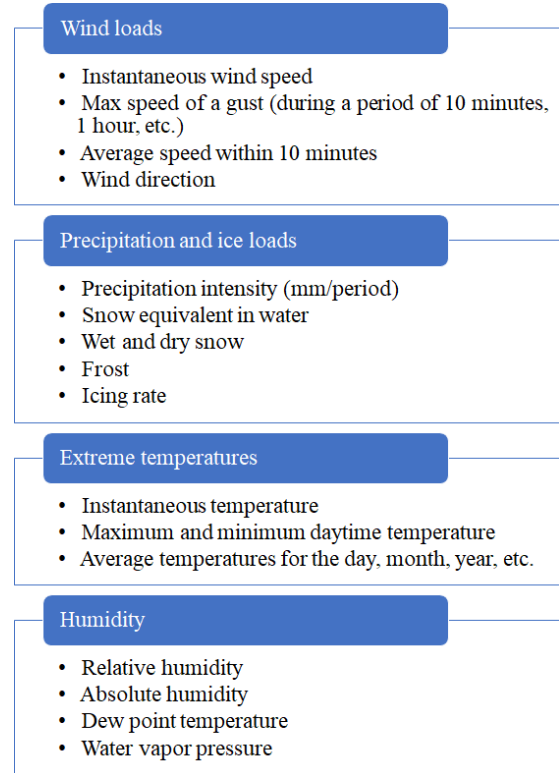 Wind loads
• Instantaneous wind speed
• Max speed of a gust (during a period of 10 minutes,
1 hour, etc.)
• Average speed within 10 minutes
• Wind direction
Precipitation and ice loads
• Precipitation intensity (mm/period)
• Snow equivalent in water
• Wet and dry snow
• Frost
• Icing rate
Extreme temperatures
• Instantaneous temperature
• Maximum and minimum daytime temperature
• Average temperatures for the day, month, year, etc.
Humidity
• Relative humidity
• Absolute humidity
• Dew point temperature
• Water vapor pressure